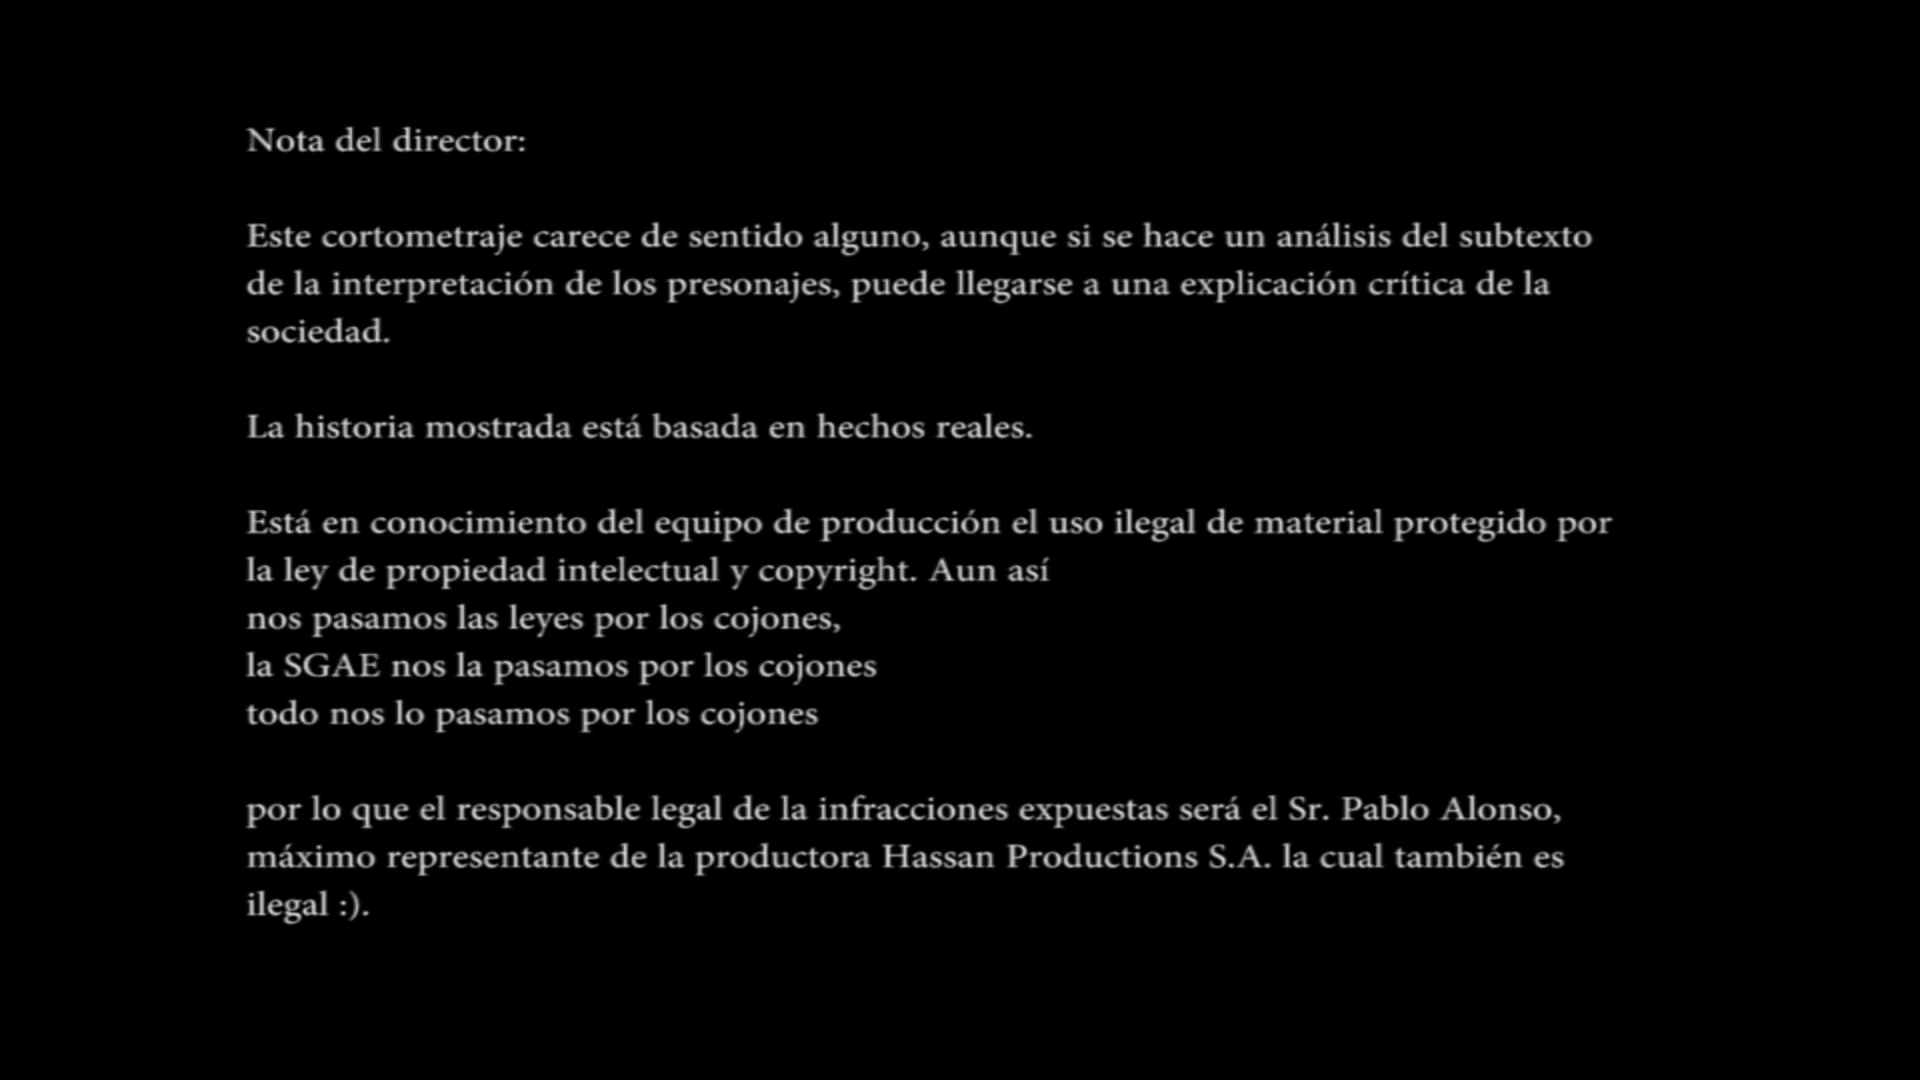 Nota del director:
Este cortometraje carece de sentido alguno, aunque si se hace un análisis del subtexto
de la interpretación de los presonajes, puede llegarse a una explicación crítica de la
sociedad.
La historia mostrada está basada en hechos reales.
Está en conocimiento del equipo de producción el uso ilegal de material protegido por
la ley de propiedad intelectual y copyright. Aun así
nos pasamos las leyes por los cojones,
la SGAE nos la pasamos por los cojones
todo nos lo pasamos por los cojones
por lo que el responsable legal de la infracciones expuestas será el Sr. Pablo Alonso,
máximo representante de la productora Hassan Productions S.A. la cual también es
ilegal :).